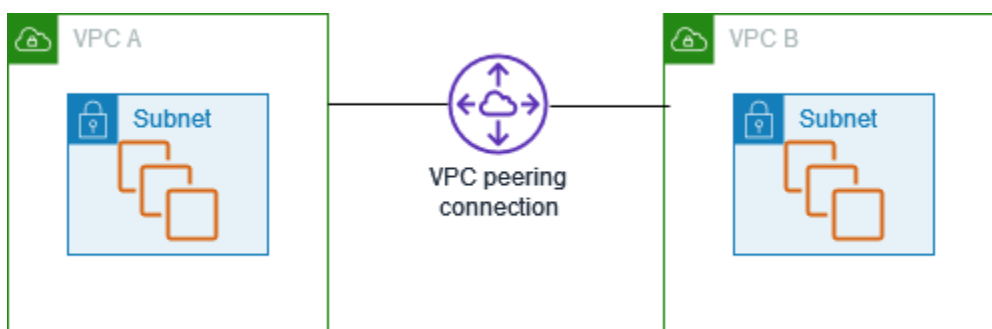 VPC A
VPC B
Subnet
Subnet
VPC peering
connection